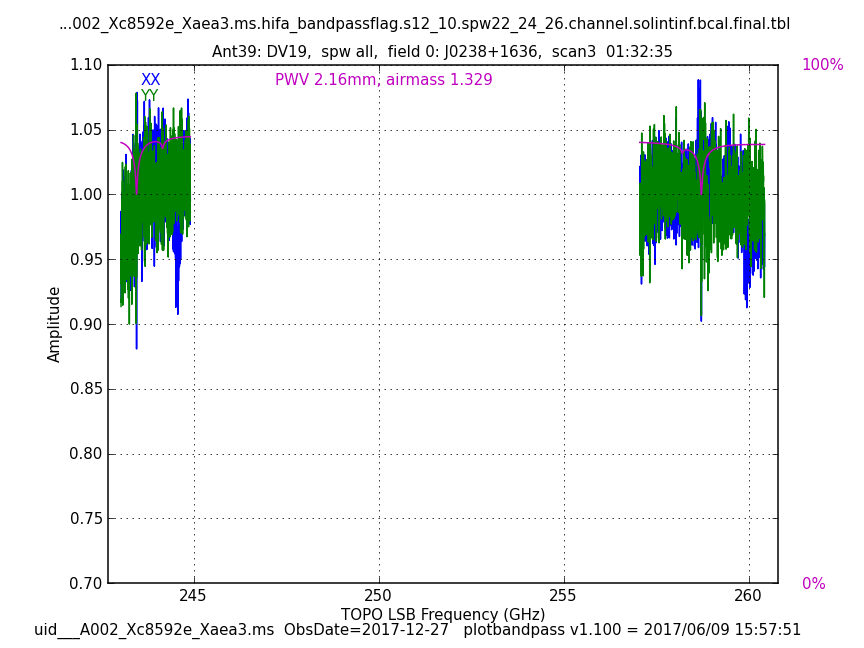 ...002_Xc8592e_Xaea3.ms.hifa_bandpassflag.s12_10.spw22_24_26.channel.solintinf.bcal.final.tbl
Ant39: DV19,  spw all,  field 0: J0238+1636,  scan3  01:32:35
XX
YY
PWV 2.16mm, airmass 1.329
100%
0%
1.10
1.05
1.00
0.95
0.90
0.85
0.80
0.75
0.70
Amplitude
245
250
255
260
TOPO LSB Frequency (GHz)
uid___A002_Xc8592e_Xaea3.ms  ObsDate=2017-12-27   plotbandpass v1.100 = 2017/06/09 15:57:51